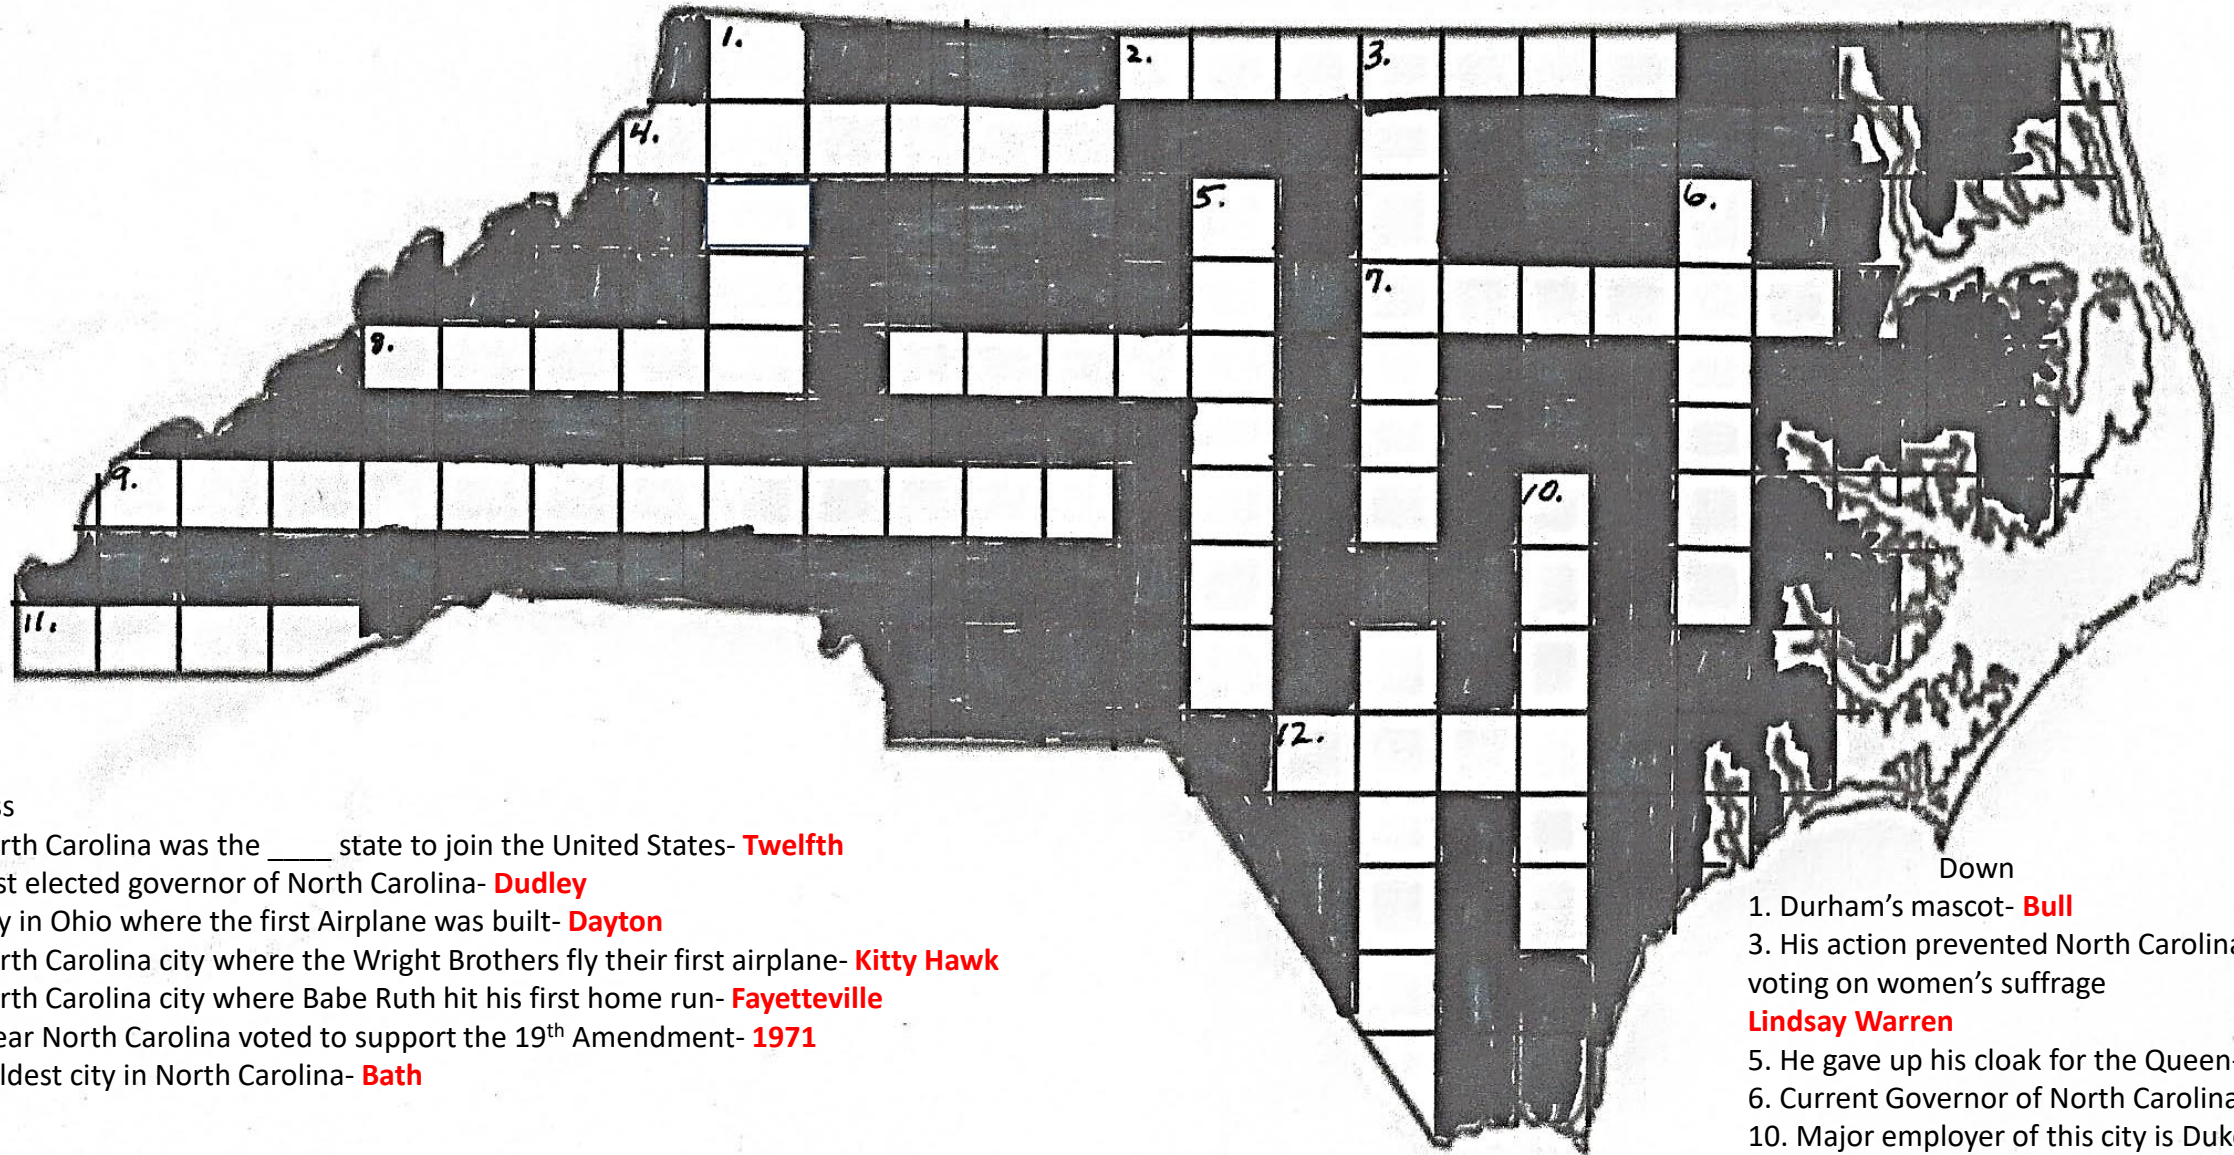 1.
2.
3.
4.
5.
6.
7.
8.
9.
10.
11.
12.
ss
rth Carolina was the ____ state to join the United States- Twelfth
st elected governor of North Carolina- Dudley
y in Ohio where the first Airplane was built- Dayton
rth Carolina city where the Wright Brothers fly their first airplane- Kitty Hawk
rth Carolina city where Babe Ruth hit his first home run- Fayetteville
ear North Carolina voted to support the 19th Amendment- 1971
ldest city in North Carolina- Bath
Down
1. Durham’s mascot- Bull
3. His action prevented North Carolina
voting on women’s suffrage
Lindsay Warren
5. He gave up his cloak for the Queen-
6. Current Governor of North Carolina
10. Major employer of this city is Duke